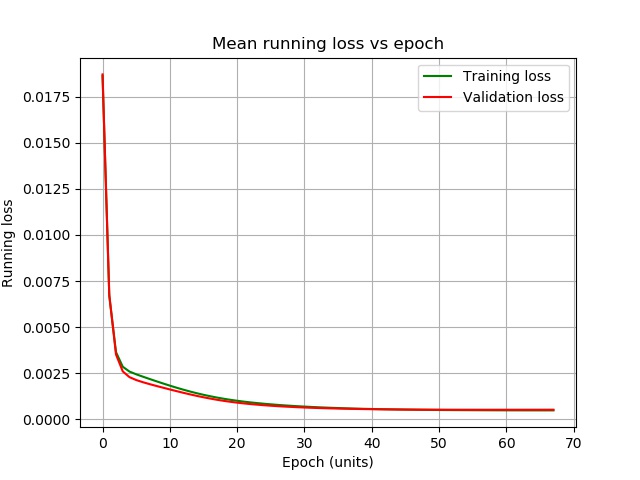 Mean running loss vs epoch
Training loss
Validation loss
Running loss
0.0175
0.0150
0.0125
0.0100
0.0075
0.0050
0.0025
0.0000
0 10 20 30 40 50 60 70
Epoch (units)